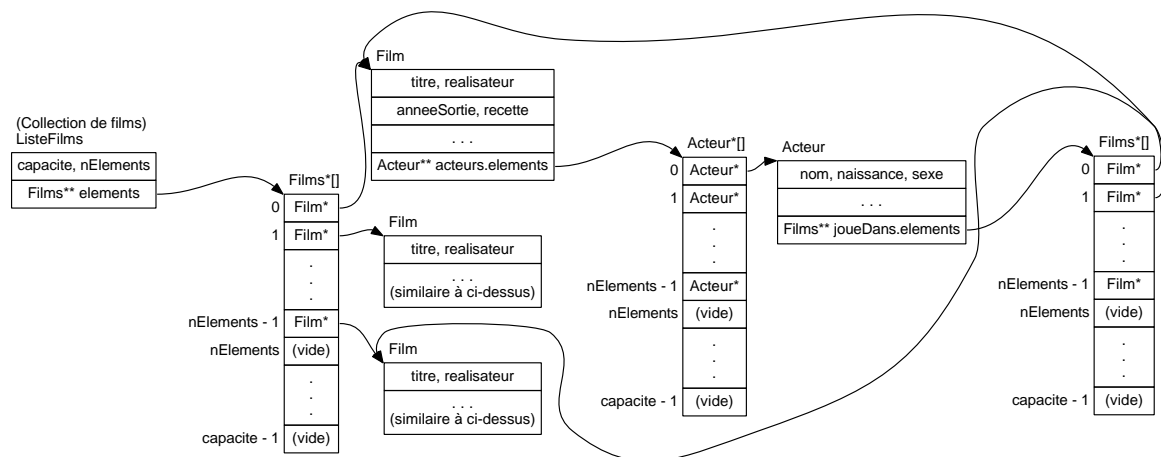 (Collection de films)
ListeFilms
capacite, nElements
Films** elements
Films*[]
0 Film*
1 Film*
.
.
.
nElements - 1 Film*
nElements (vide)
.
.
.
capacite - 1 (vide)
Film
titre, realisateur
anneeSortie, recette
. . .
Acteur** acteurs.elements
Film
titre, realisateur
. . .
(similaire à ci-dessus)
Film
titre, realisateur
. . .
(similaire à ci-dessus)
Acteur*[]
0 Acteur*
1 Acteur*
.
.
.
nElements - 1 Acteur*
nElements (vide)
.
.
.
capacite - 1 (vide)
Acteur
nom, naissance, sexe
. . .
Films** joueDans.elements
Films*[]
0 Film*
1 Film*
.
.
.
nElements - 1 Film*
nElements (vide)
.
.
.
capacite - 1 (vide)